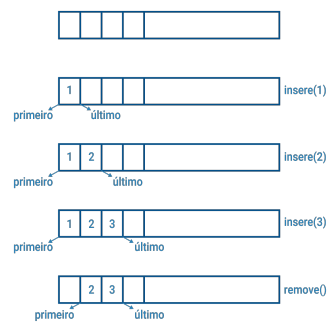 1 insere(1)
primeiro último
1 2 insere(2)
primeiro último
1 2 3 insere(3)
primeiro último
2 3 remove()
primeiro último